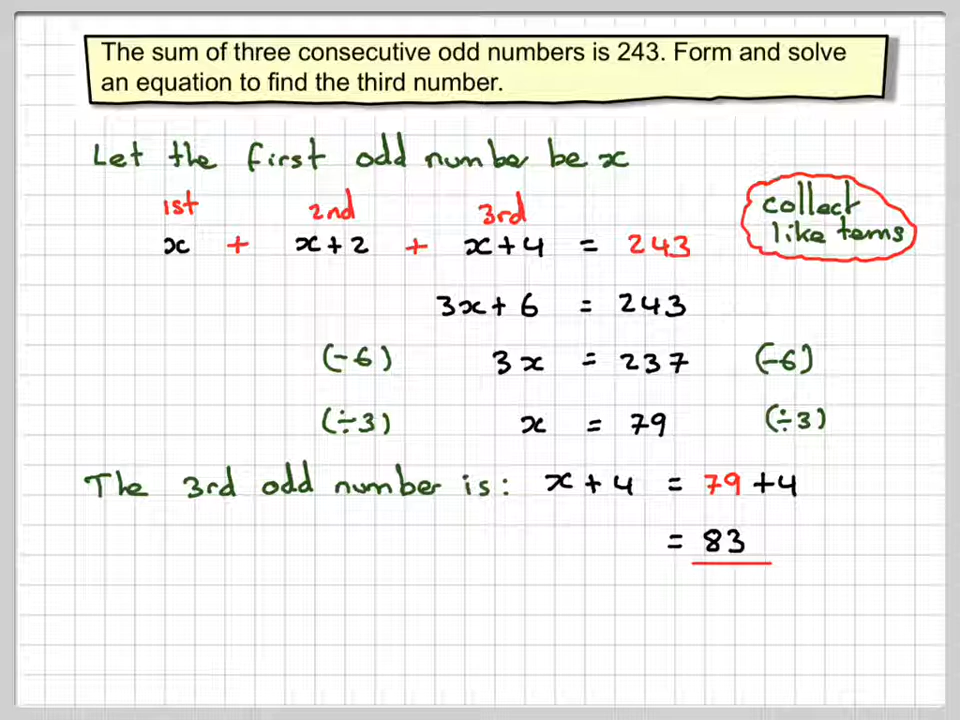 The sum of three consecutive odd numbers is 243. Form and solve
an equation to find the third number.
Let the first odd number be x
1st 2nd 3rd
x + x+2 + x+4 = 243
collect
like tems
3x+6 = 243
(-6) 3x = 237 (-6)
(÷3) x = 79 (÷3)
The 3rd odd number is: x+4 = 79+4
= 83